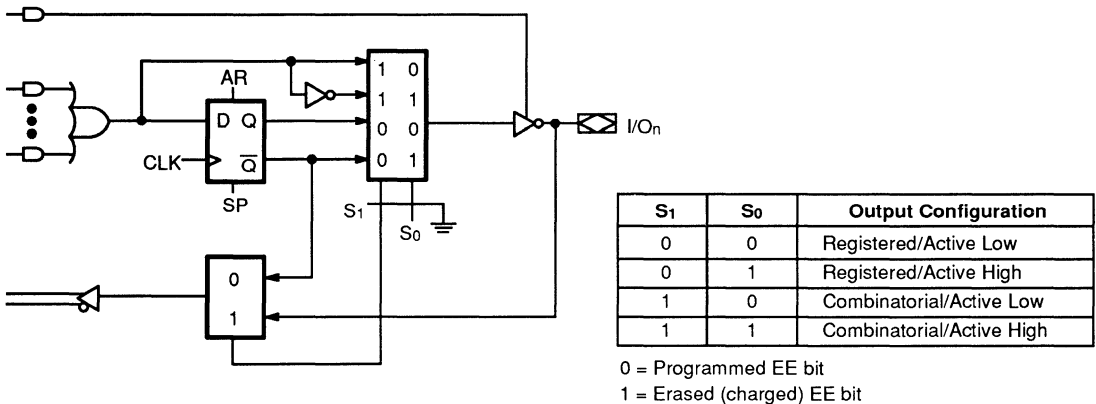 AR
1 0
D Q
1 1
0 0
I/On
CLK
Q
0 1
SP
S1
S0
0
1
S1 S0 Output Configuration
0 0 Registered/Active Low
0 1 Registered/Active High
1 0 Combinatorial/Active Low
1 1 Combinatorial/Active High
0 = Programmed EE bit
1 = Erased (charged) EE bit